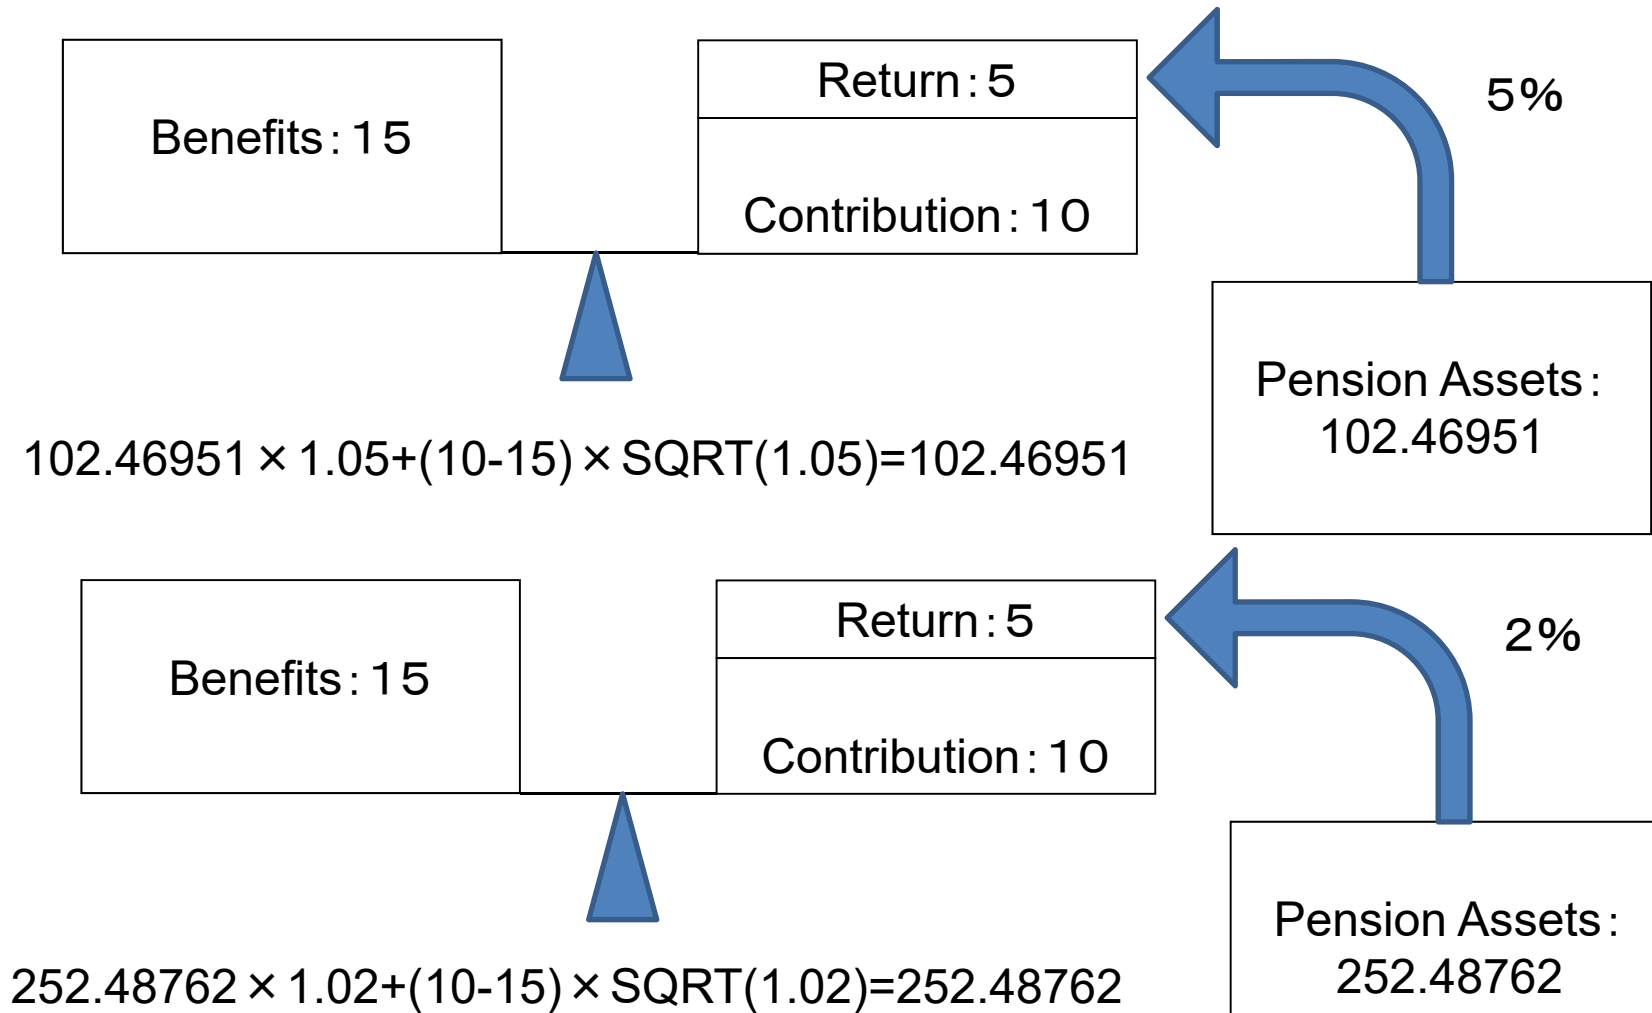 Benefits：15
Return：5
Contribution：10
5%
Pension Assets：
102.46951
102.46951×1.05+(10-15)×SQRT(1.05)=102.46951
Benefits：15
Return：5
Contribution：10
2%
Pension Assets：
252.48762
252.48762×1.02+(10-15)×SQRT(1.02)=252.48762